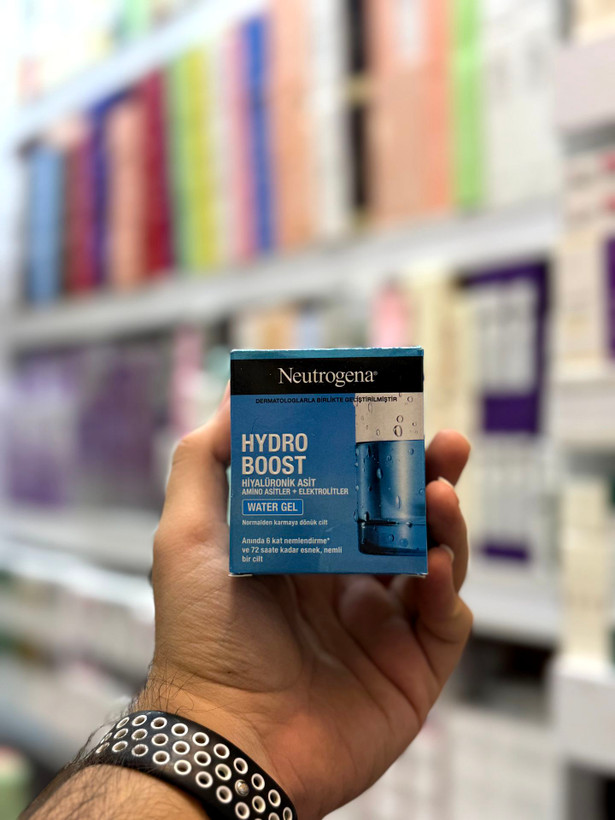 Neutrogena®
DERMATOLOGLARLA BİRLİKTE GELİŞTİRİLMİŞTİR
HYDRO
BOOST
HİYALÜRONİK ASİT
AMİNO ASİTLER + ELEKTROLİTLER
WATER GEL
Normalden karmaya dönük cilt
Anında 6 kat nemlendirme*
ve 72 saate kadar esnek, nemli
bir cilt